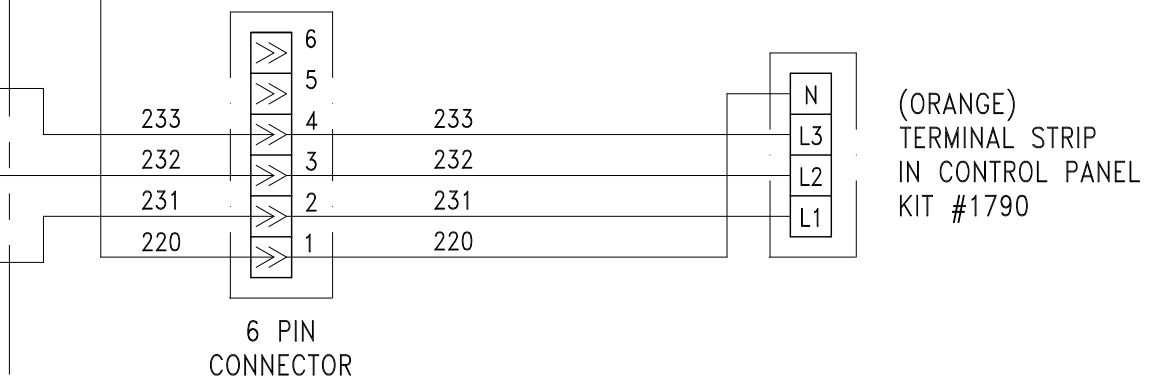 6
5
233 4 233
232 3 232
231 2 231
220 1 220
6 PIN
CONNECTOR
N
L3
L2
L1
(ORANGE)
TERMINAL STRIP
IN CONTROL PANEL
KIT #1790